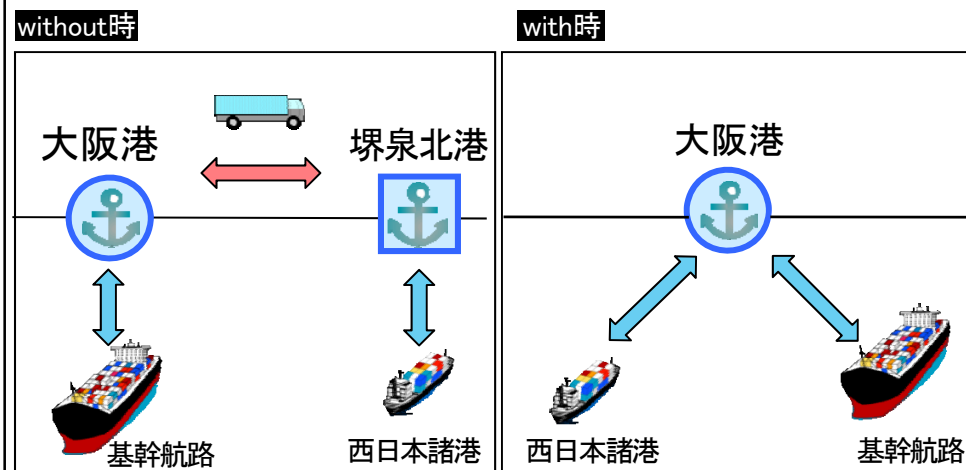 without時
with時
大阪港
堺泉北港
大阪港
基幹航路
西日本諸港
西日本諸港
基幹航路